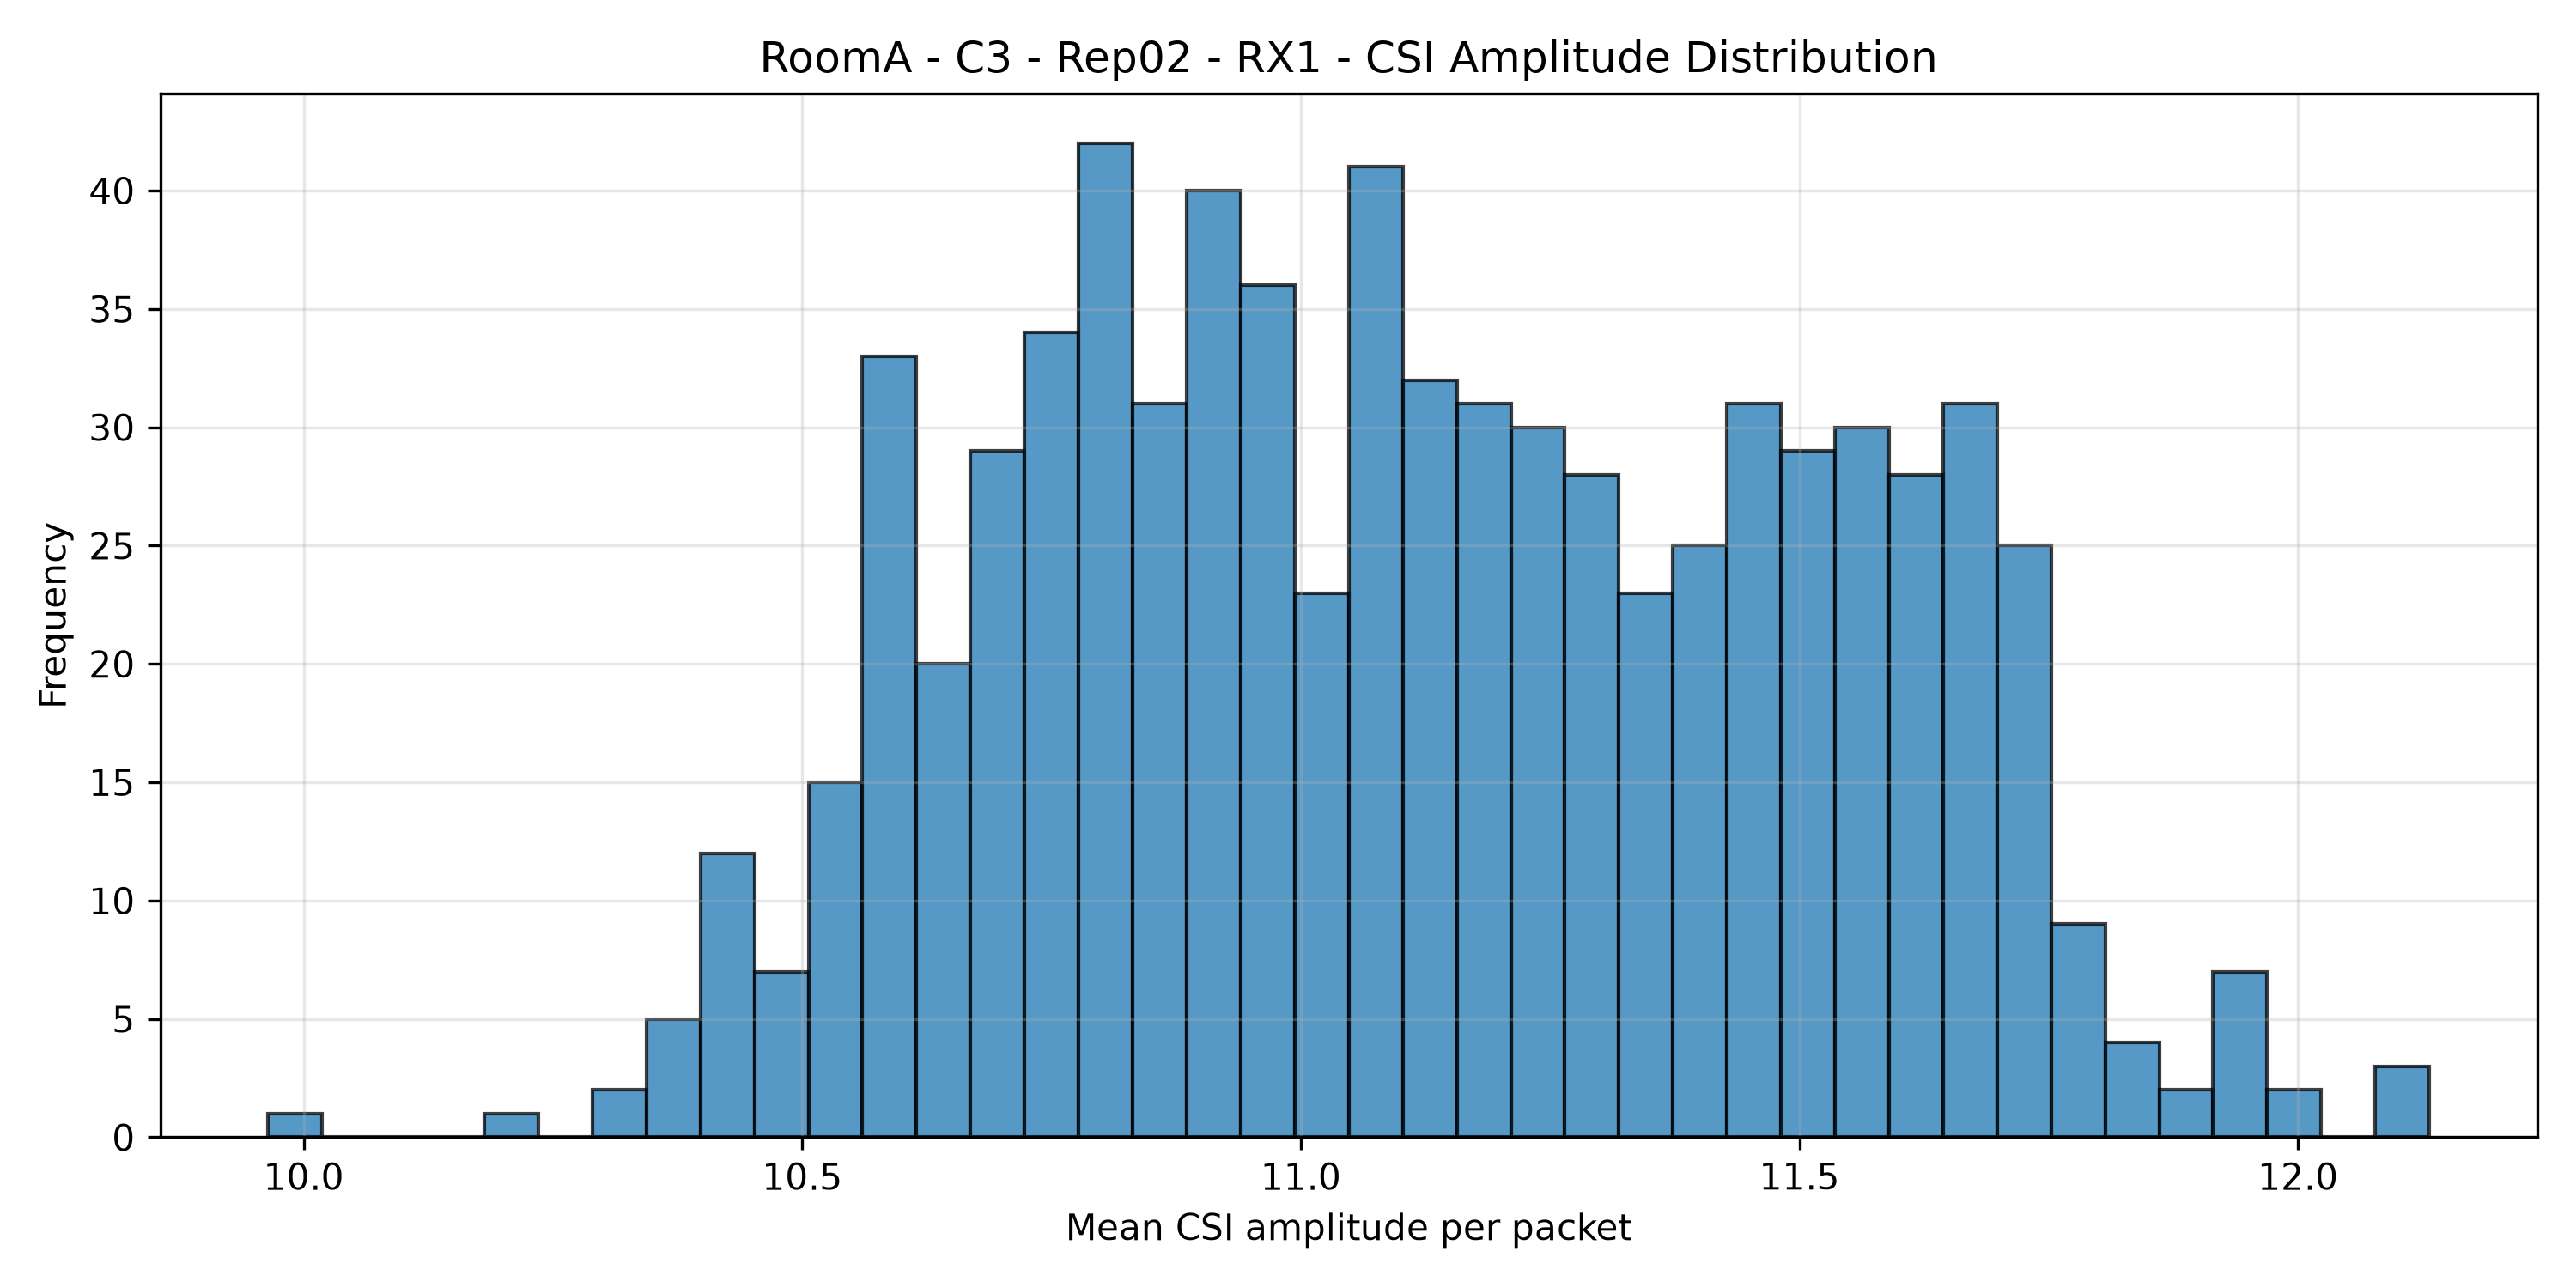 RoomA - C3 - Rep02 - RX1 - CSI Amplitude Distribution
Frequency
40
35
30
25
20
15
10
5
0
10.0 10.5 11.0 11.5 12.0
Mean CSI amplitude per packet